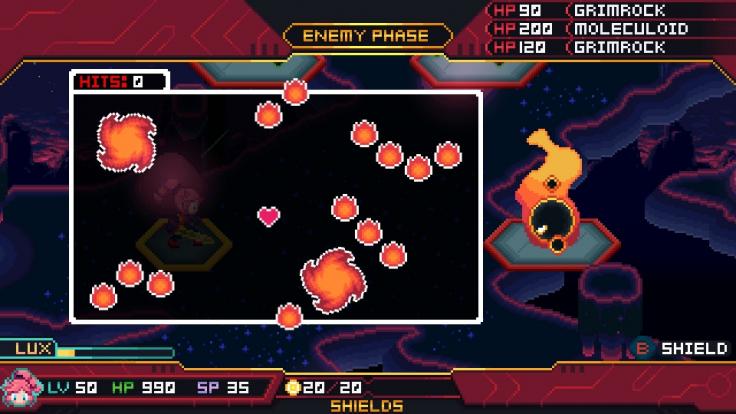 ENEMY PHASE
HP 90 GRIMROCK
HP 200 MOLECULOID
HP 120 GRIMROCK
HITS: 0
LUX
B SHIELD
LV 50 HP 990 SP 35 20/20
SHIELDS